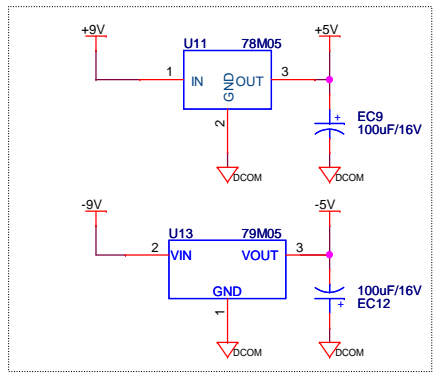 +9V +5V
U11 78M05
1 IN GND OUT 3
2
+ EC9
100uF/16V
DCOM DCOM
-9V -5V
U13 79M05
2 VIN VOUT 3
GND
1
100uF/16V
+ EC12
DCOM DCOM